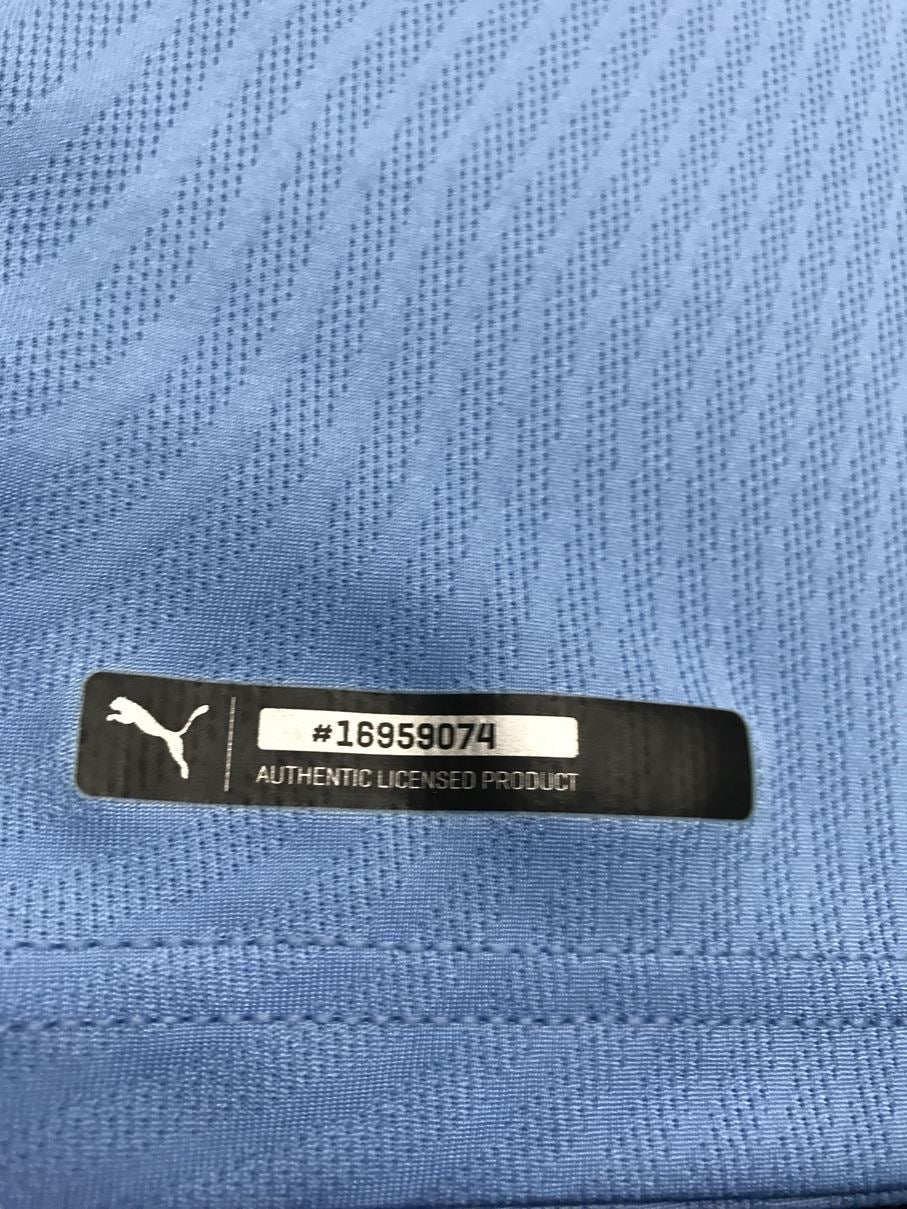 #16959074
AUTHENTIC LICENSED PRODUCT